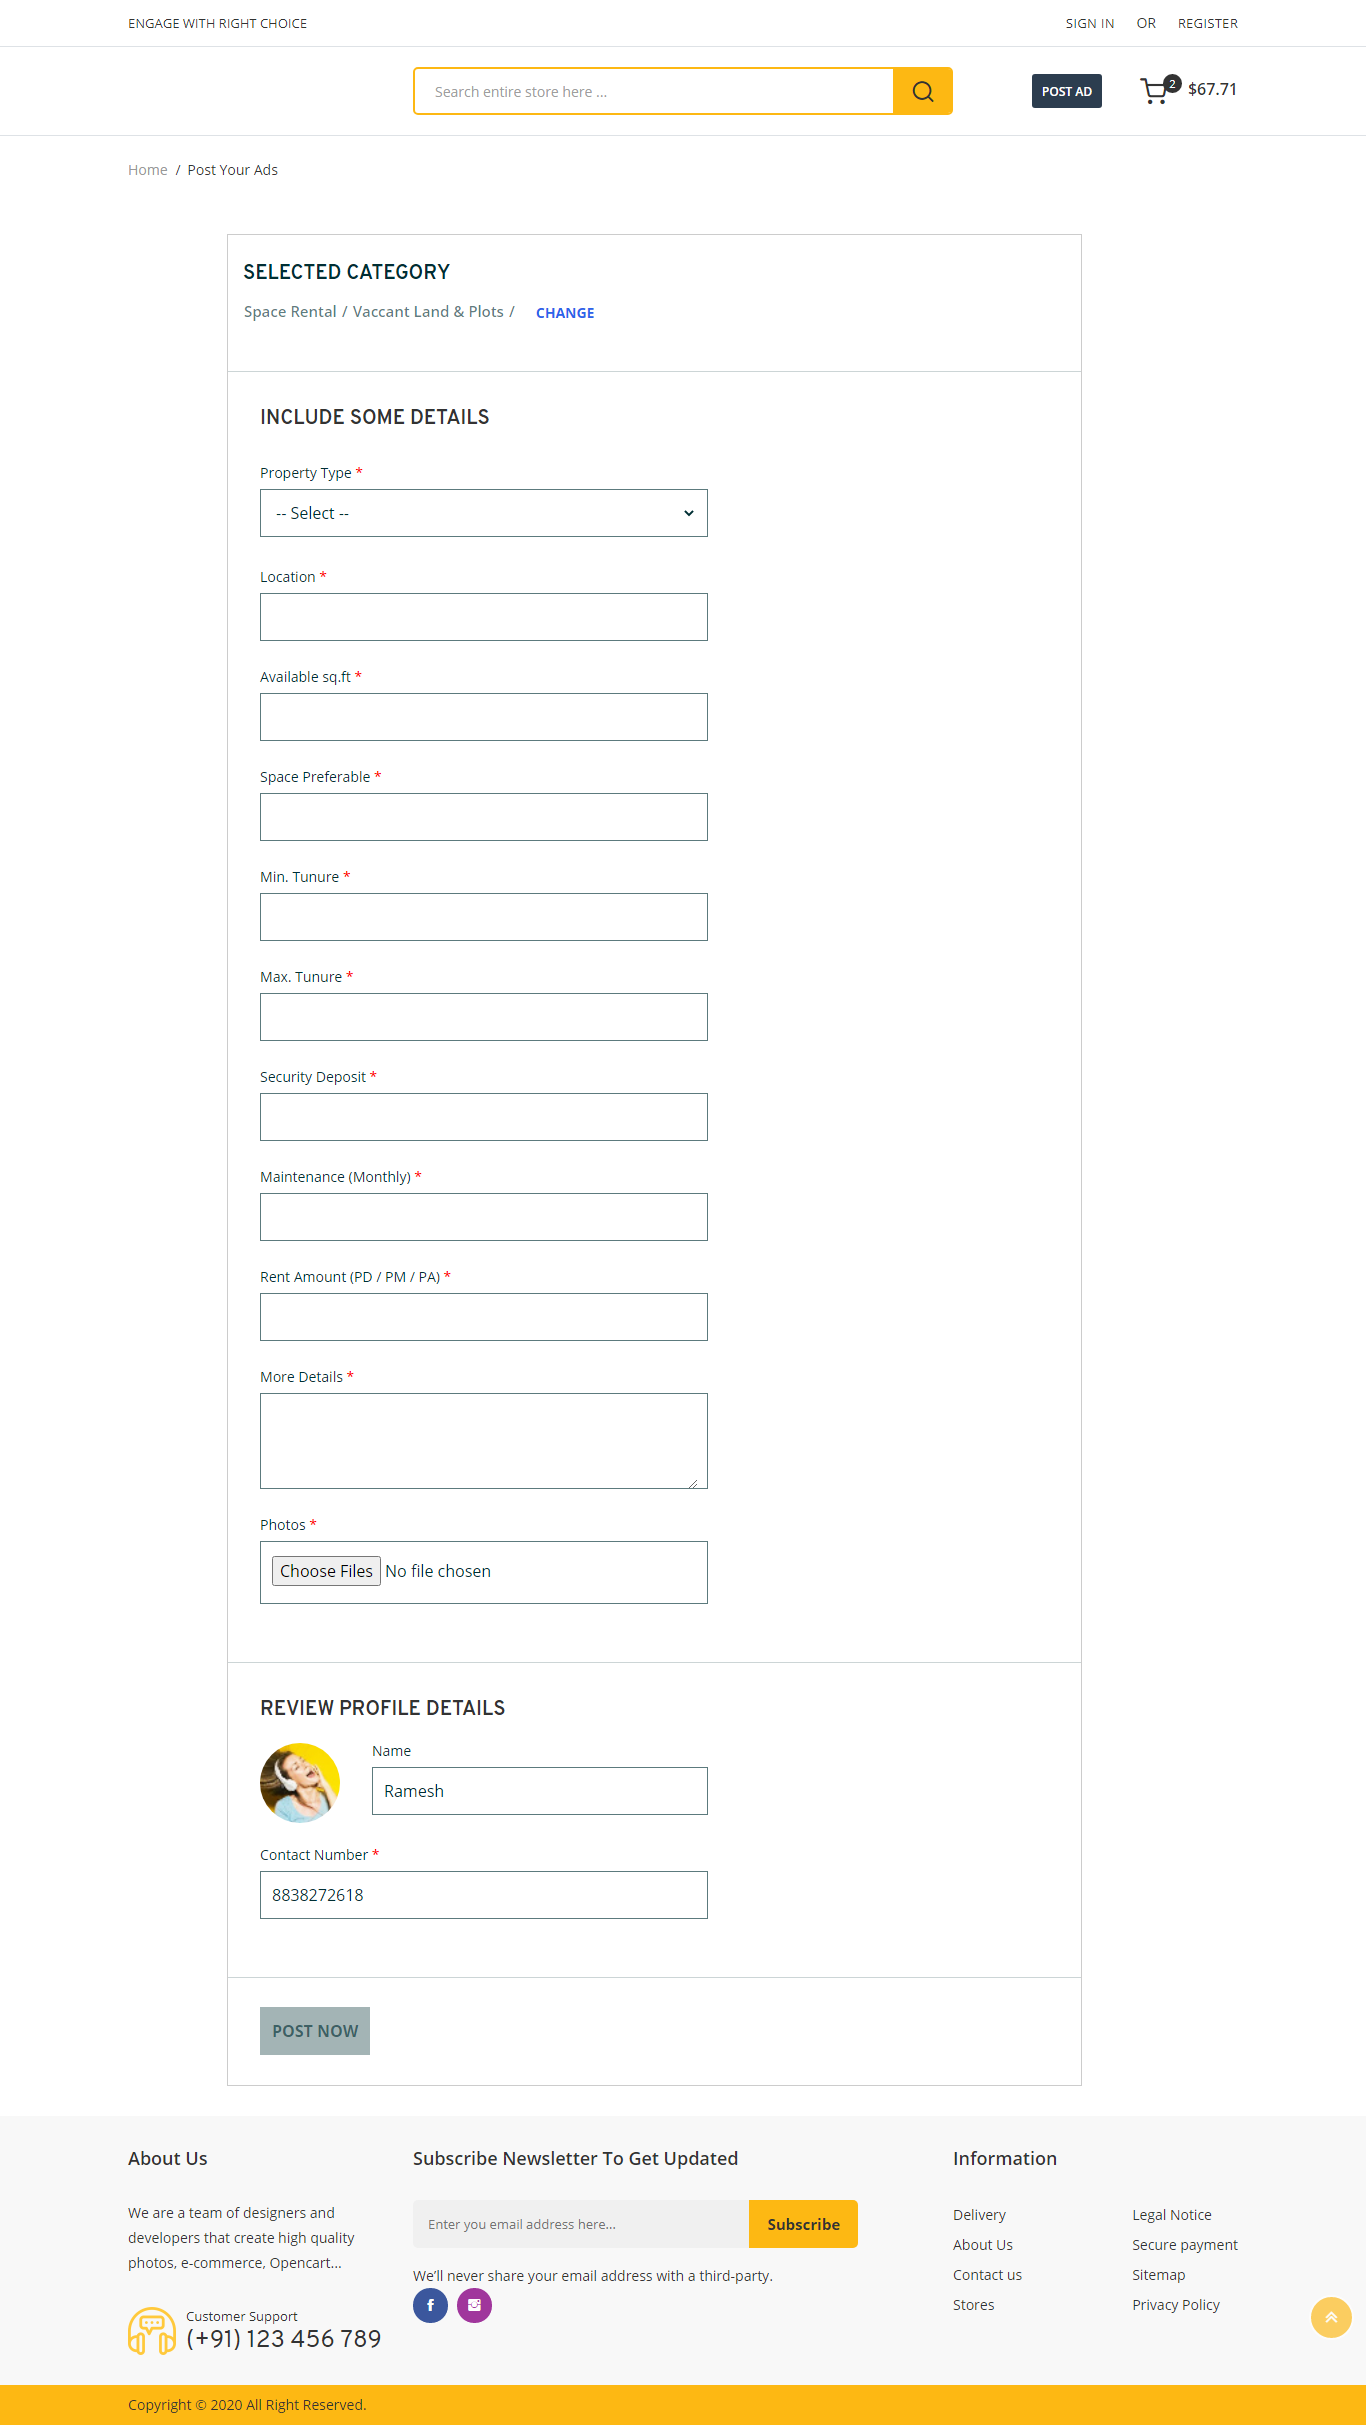 ENGAGE WITH RIGHT CHOICE
SIGN IN OR REGISTER
Search entire store here ...
POST AD
2
$67.71
Home / Post Your Ads
SELECTED CATEGORY
Space Rental / Vaccant Land & Plots / CHANGE
INCLUDE SOME DETAILS
Property Type *
-- Select --
Location *
Available sq.ft *
Space Preferable *
Min. Tunure *
Max. Tunure *
Security Deposit *
Maintenance (Monthly) *
Rent Amount (PD / PM / PA) *
More Details *
Photos *
Choose Files No file chosen
REVIEW PROFILE DETAILS
Name
Ramesh
Contact Number *
8838272618
POST NOW
About Us
We are a team of designers and
developers that create high quality
photos, e-commerce, Opencart...
Customer Support
(+91) 123 456 789
Subscribe Newsletter To Get Updated
Enter you email address here...
Subscribe
We’ll never share your email address with a third-party.
Information
Delivery
About Us
Contact us
Stores
Legal Notice
Secure payment
Sitemap
Privacy Policy
Copyright © 2020 All Right Reserved.